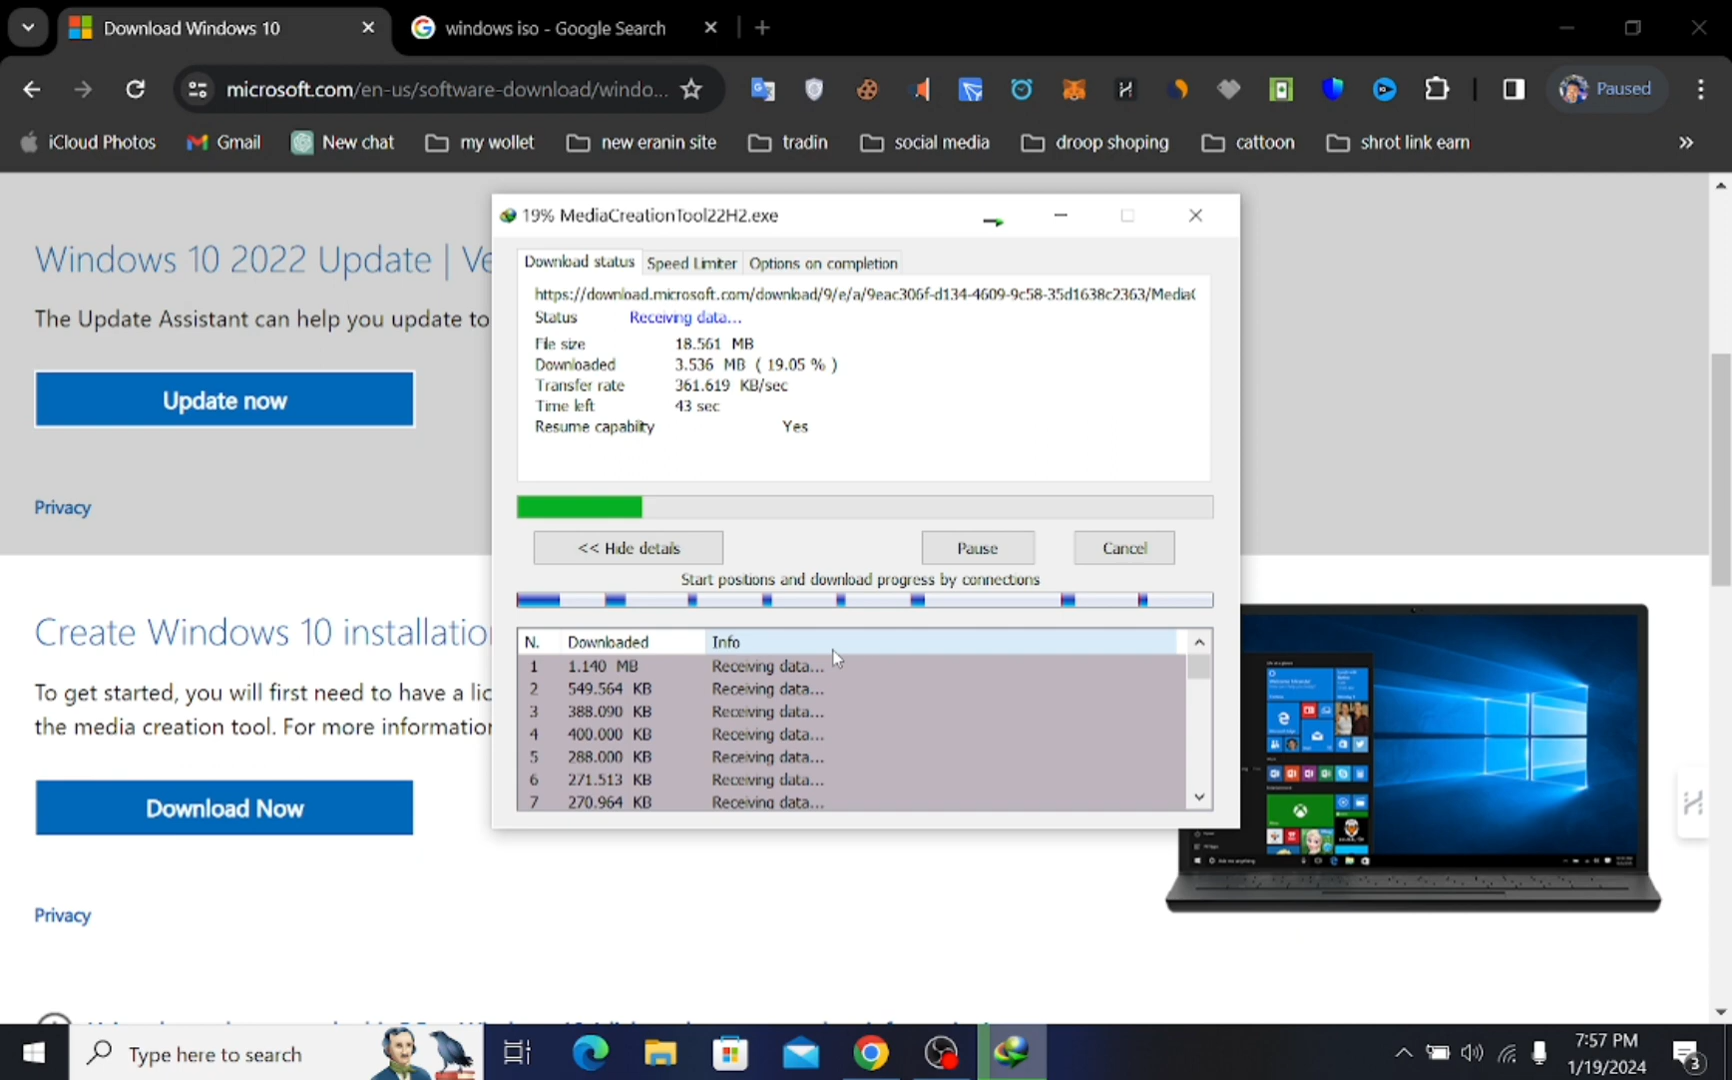 Download Windows 10
windows iso - Google Search
microsoft.com/en-us/software-download/windo...
Paused
iCloud Photos
Gmail
New chat
my wollet
new eranin site
tradin
social media
droop shoping
cattoon
shrot link earn
»
Windows 10 2022 Update | Ve
The Update Assistant can help you update to
Update now
Privacy
Create Windows 10 installatio
To get started, you will first need to have a lic
the media creation tool. For more informatior
Download Now
Privacy
19% MediaCreationTool22H2.exe
Download status
Speed Limiter
Options on completion
https://download.microsoft.com/download/9/e/a/9eac306f-d134-4609-9c58-35d1638c2363/Media
Status Receiving data...
File size 18.561 MB
Downloaded 3.536 MB ( 19.05 % )
Transfer rate 361.619 KB/sec
Time left 43 sec
Resume capability Yes
<< Hide details
Pause
Cancel
Start positions and download progress by connections
N. Downloaded Info
1 1.140 MB Receiving data...
2 549.564 KB Receiving data...
3 388.090 KB Receiving data...
4 400.000 KB Receiving data...
5 288.000 KB Receiving data...
6 271.513 KB Receiving data...
7 270.964 KB Receiving data...
Type here to search
7:57 PM
1/19/2024
3